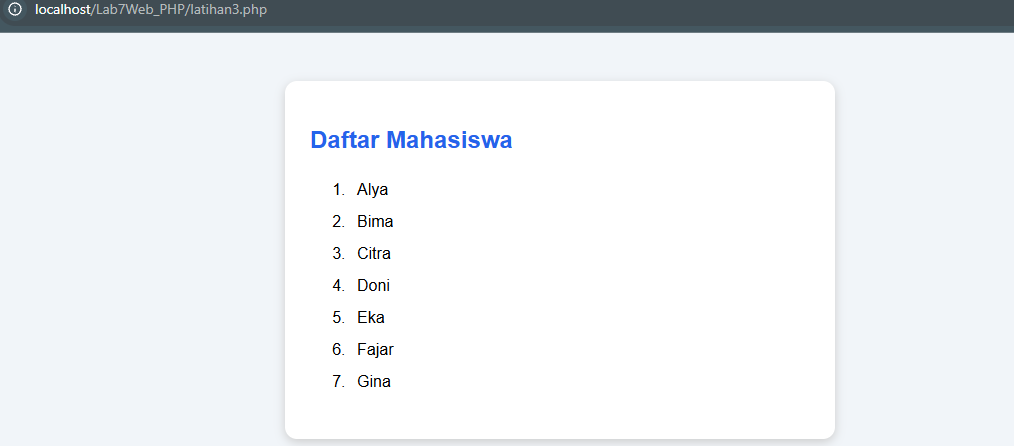 localhost/Lab7Web_PHP/latihan3.php
Daftar Mahasiswa
1. Alya
2. Bima
3. Citra
4. Doni
5. Eka
6. Fajar
7. Gina